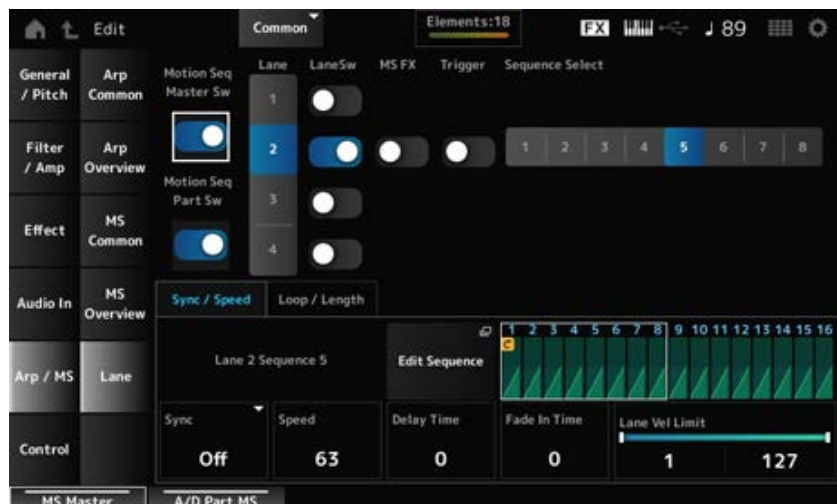 Edit
Common
Elements:18
FX
♩ 89
General
/ Pitch
Arp
Common
Filter
/ Amp
Arp
Overview
Effect
MS
Common
Audio In
MS
Overview
Arp / MS
Lane
Control
Motion Seq
Master Sw
Motion Seq
Part Sw
Lane LaneSw MS FX Trigger Sequence Select
1
2 1 2 3 4 5 6 7 8
3
4
Sync / Speed Loop / Length
Lane 2 Sequence 5
Edit Sequence
1 2 3 4 5 6 7 8 9 10 11 12 13 14 15 16
Sync Speed Delay Time Fade In Time Lane Vel Limit
Off 63 0 0 1 127
MS Master A/D Part MS